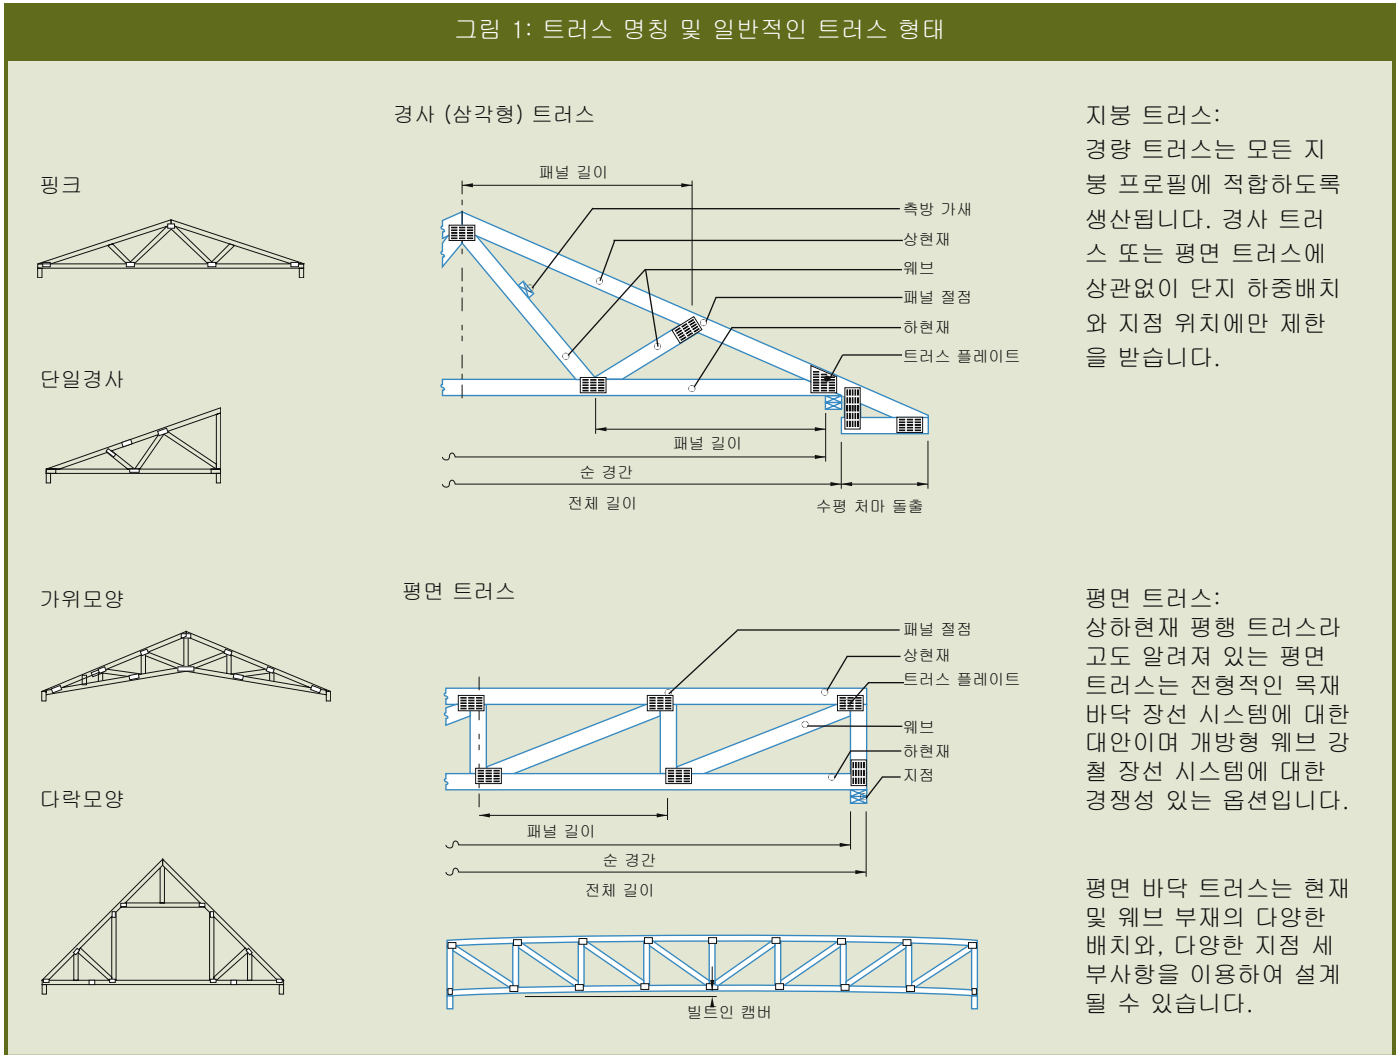 그림 1: 트러스 명칭 및 일반적인 트러스 형태
핑크
단일경사
가위모양
다락모양
경사 (삼각형) 트러스
패널 길이
측방 가새
상현재
웨브
패널 절점
하현재
트러스 플레이트
패널 길이
순 경간
전체 길이
수평 처마 돌출
평면 트러스
패널 절점
상현재
트러스 플레이트
웨브
하현재
지점
패널 길이
순 경간
전체 길이
빌트인 캠버
지붕 트러스:
경량 트러스는 모든 지
붕 프로필에 적합하도록
생산됩니다. 경사 트러
스 또는 평면 트러스에
상관없이 단지 하중배치
와 지점 위치에만 제한
을 받습니다.
평면 트러스:
상하현재 평행 트러스라
고도 알려져 있는 평면
트러스는 전형적인 목재
바닥 장선 시스템에 대한
대안이며 개방형 웨브 강
철 장선 시스템에 대한
경쟁성 있는 옵션입니다.
평면 바닥 트러스는 현재
및 웨브 부재의 다양한
배치와, 다양한 지점 세
부사항을 이용하여 설계
될 수 있습니다.